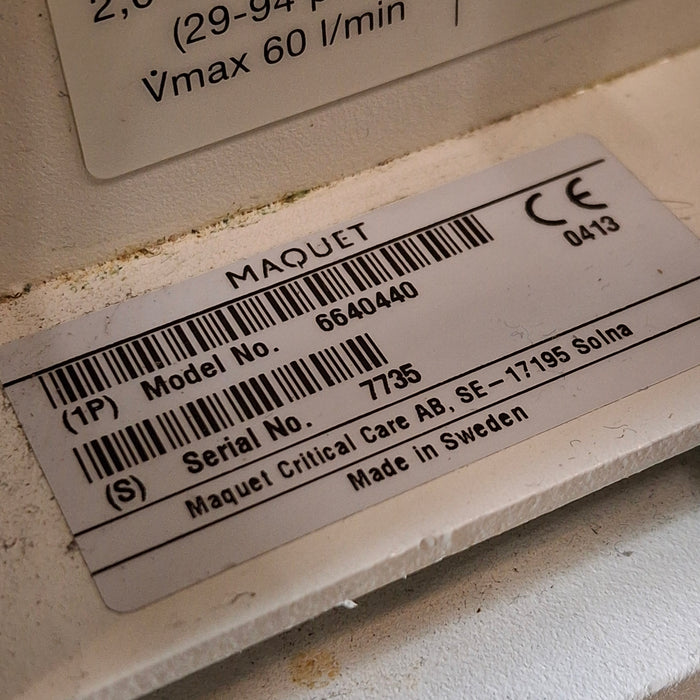 2,
(29-94 p
V̇max 60 l/min
MAQUET
CE
0413
(1P) Model No. 6640440
(S) Serial No. 7735
Maquet Critical Care AB, SE-17195 Solna
Made in Sweden